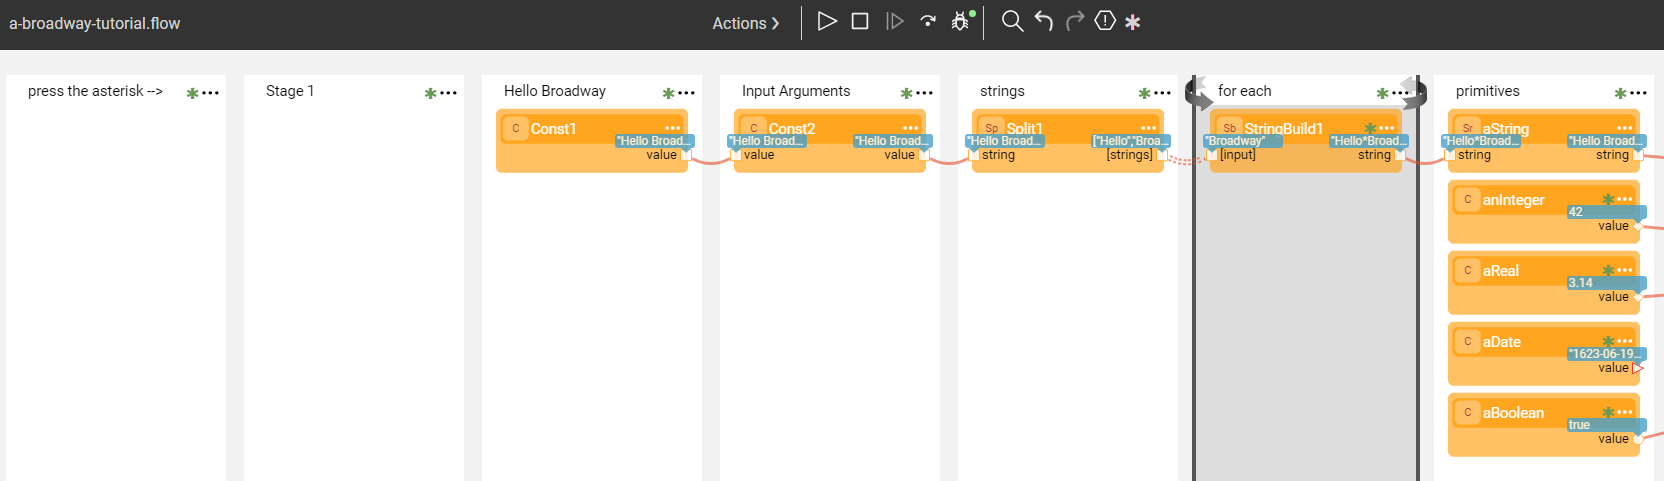 a-broadway-tutorial.flow
Actions
press the asterisk -->
Stage 1
Hello Broadway
Input Arguments
strings
for each
primitives
C Const1
"Hello Broad...
value
C Const2
"Hello Broad... "Hello Broad...
value value
Sp Split1
"Hello Broad... ["Hello","Broa...
string [strings]
Sb StringBuild1
"Broadway" "Hello*Broad...
[input] string
Sr aString
"Hello*Broad... "Hello Broad...
string string
C anInteger
42
value
C aReal
3.14
value
C aDate
"1623-06-19...
value
C aBoolean
true
value